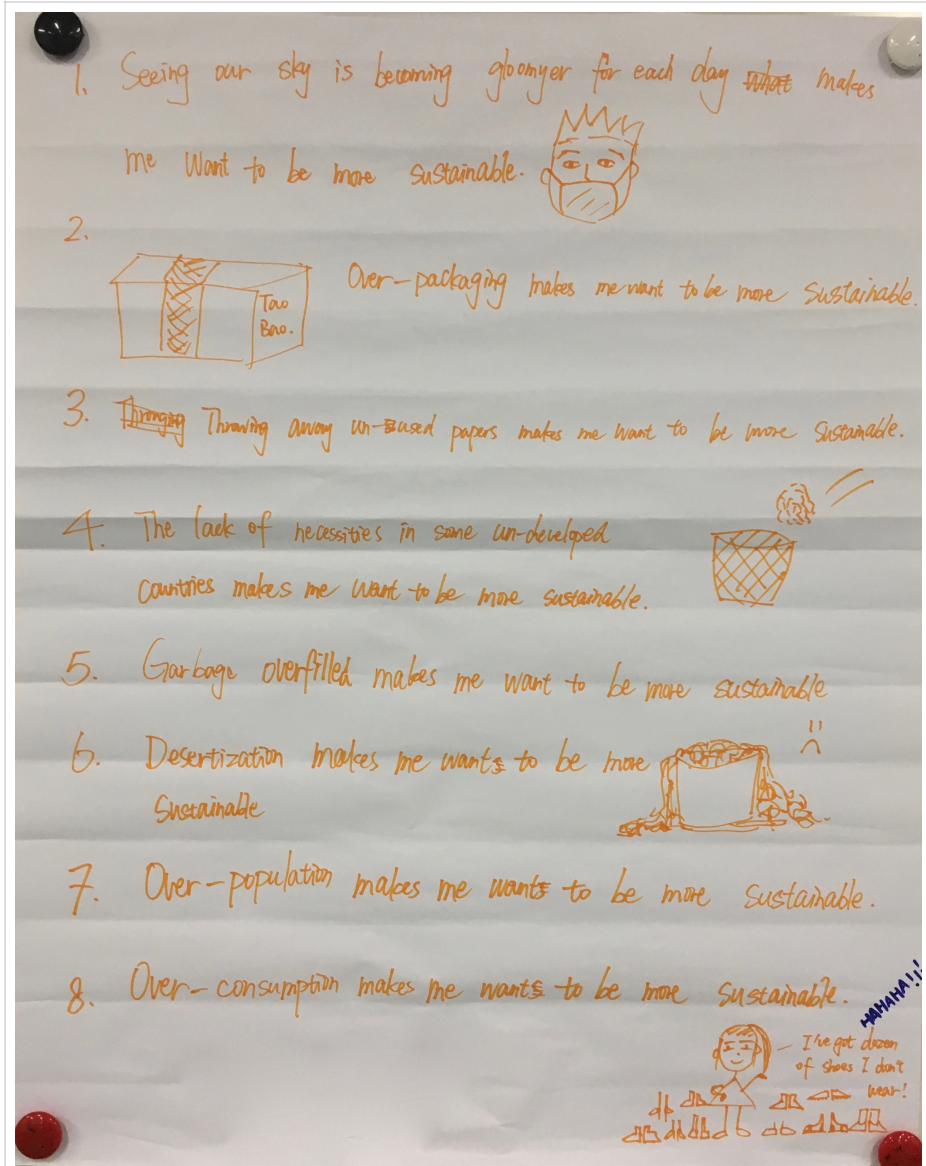 1. Seeing our sky is becoming gloomyer for each day what makes
me want to be more sustainable.
2.
Tao
Bao.
Over-packaging makes me want to be more sustainable.
3. Thronging Throwing away un-used papers makes me want to be more sustainable.
4. The lack of necessities in some un-developed
countries makes me want to be more sustainable.
5. Garbage overfilled makes me want to be more sustainable
6. Desertization makes me wants to be more
Sustainable
7. Over-population makes me wants to be more sustainable.
8. Over-consumption makes me wants to be more sustainable.
HAHAHA!!!
I've got dozen
of shoes I don't
wear!